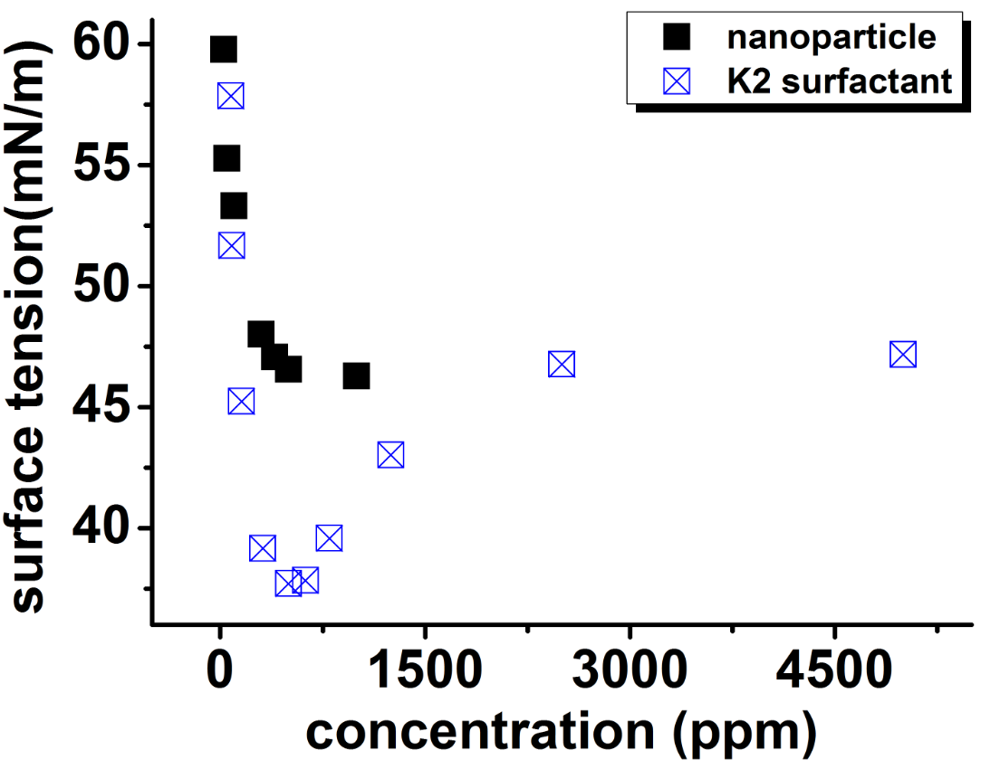 nanoparticle
K2 surfactant
60
55
50
45
40
surface tension(mN/m)
0 1500 3000 4500
concentration (ppm)